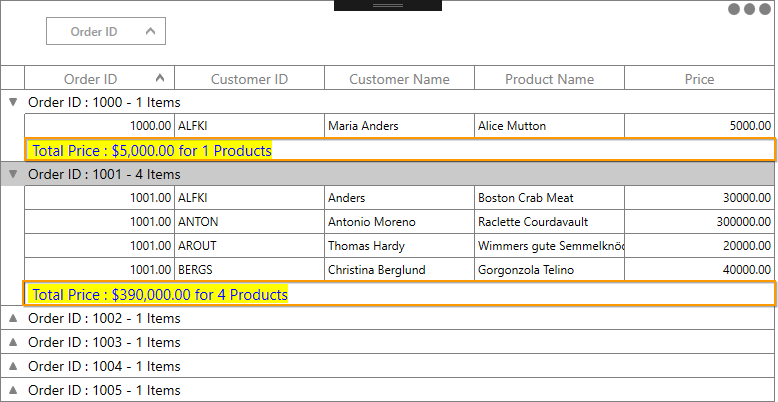 Order ID
Order ID Customer ID Customer Name Product Name Price
Order ID : 1000 - 1 Items
1000.00 ALFKI Maria Anders Alice Mutton 5000.00
Total Price : $5,000.00 for 1 Products
Order ID : 1001 - 4 Items
1001.00 ALFKI Anders Boston Crab Meat 30000.00
1001.00 ANTON Antonio Moreno Raclette Courdavault 300000.00
1001.00 AROUT Thomas Hardy Wimmers gute Semmelknöd 20000.00
1001.00 BERGS Christina Berglund Gorgonzola Telino 40000.00
Total Price : $390,000.00 for 4 Products
Order ID : 1002 - 1 Items
Order ID : 1003 - 1 Items
Order ID : 1004 - 1 Items
Order ID : 1005 - 1 Items